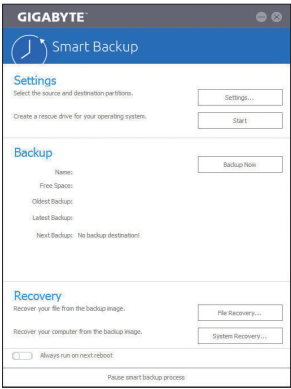 GIGABYTE™
Smart Backup
Settings
Select the source and destination partitions.
Settings...
Create a rescue drive for your operating system.
Start
Backup
Backup Now
Name:
Free Space:
Oldest Backup:
Latest Backup:
Next Backup: No backup destination!
Recovery
Recover your file from the backup image.
File Recovery...
Recover your computer from the backup image.
System Recovery...
Always run on next reboot
Pause smart backup process